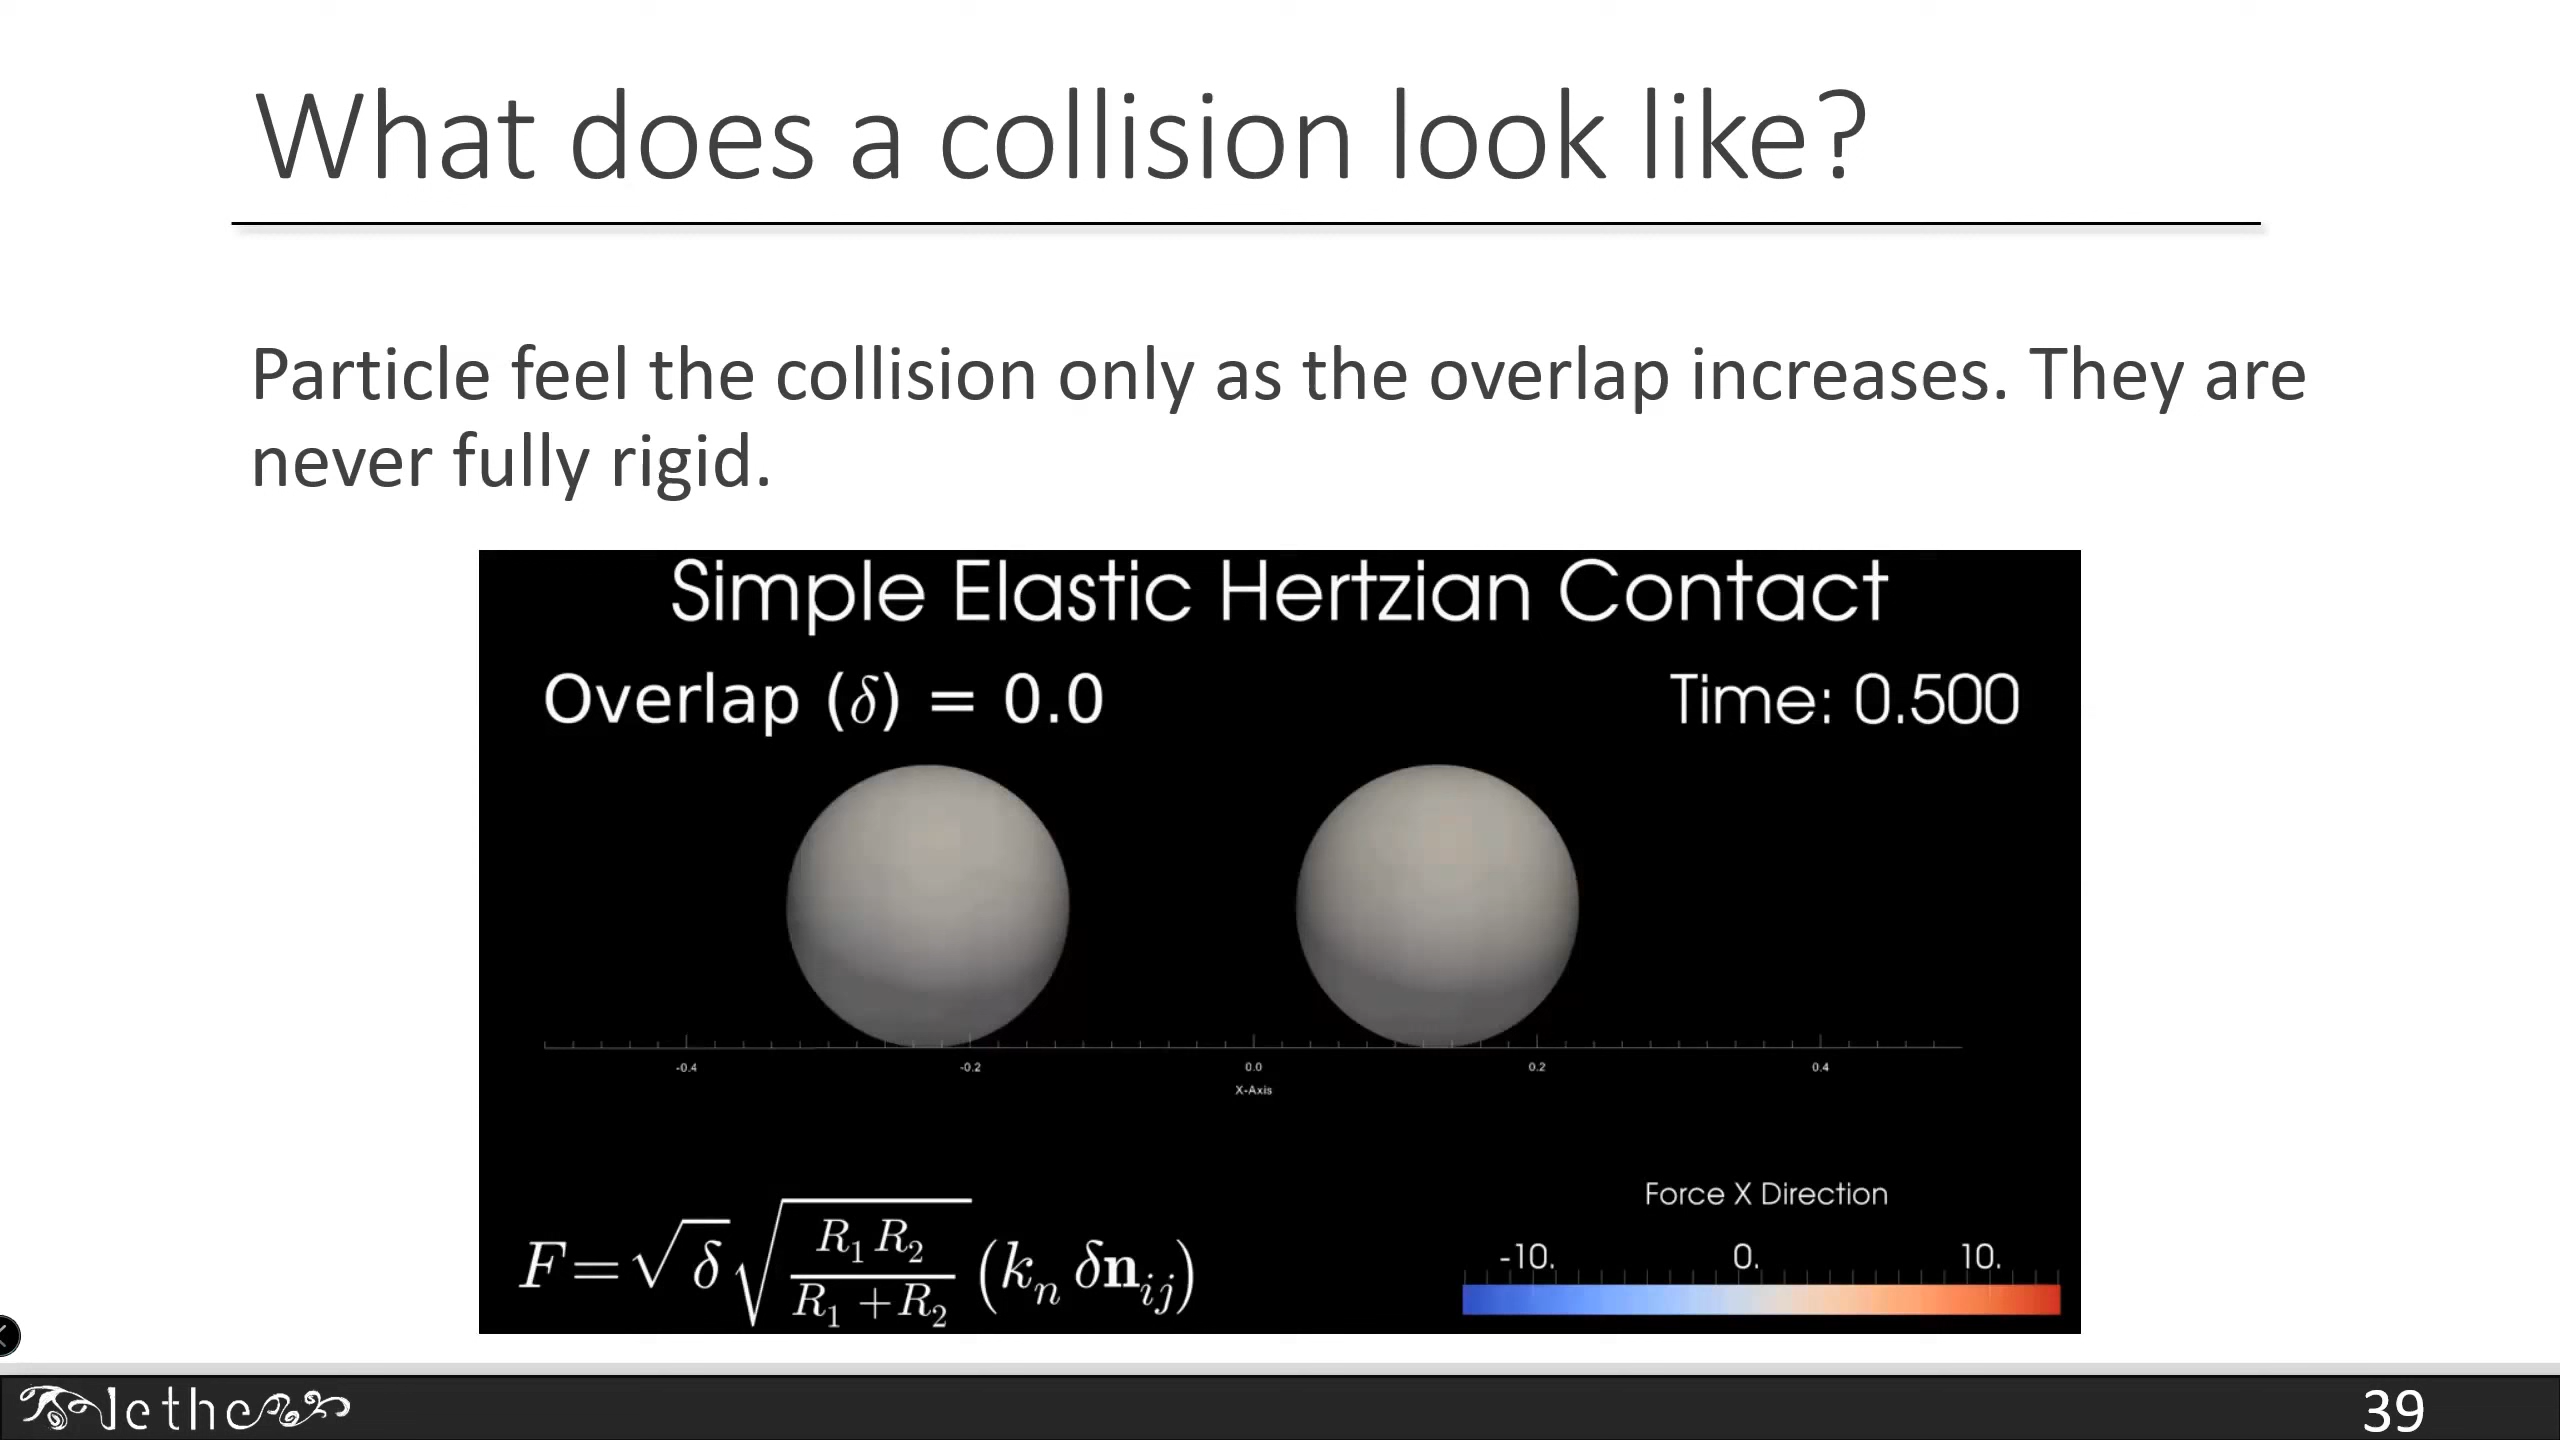 What does a collision look like?
Particle feel the collision only as the overlap increases. They are
never fully rigid.
Simple Elastic Hertzian Contact
Overlap (δ) = 0.0
Time: 0.500
-0.4 -0.2 0.0 0.2 0.4
X-Axis
F=√δ√(R₁R₂/(R₁+R₂))(kₙδn_ij)
Force X Direction
-10. 0. 10.
lethe
39